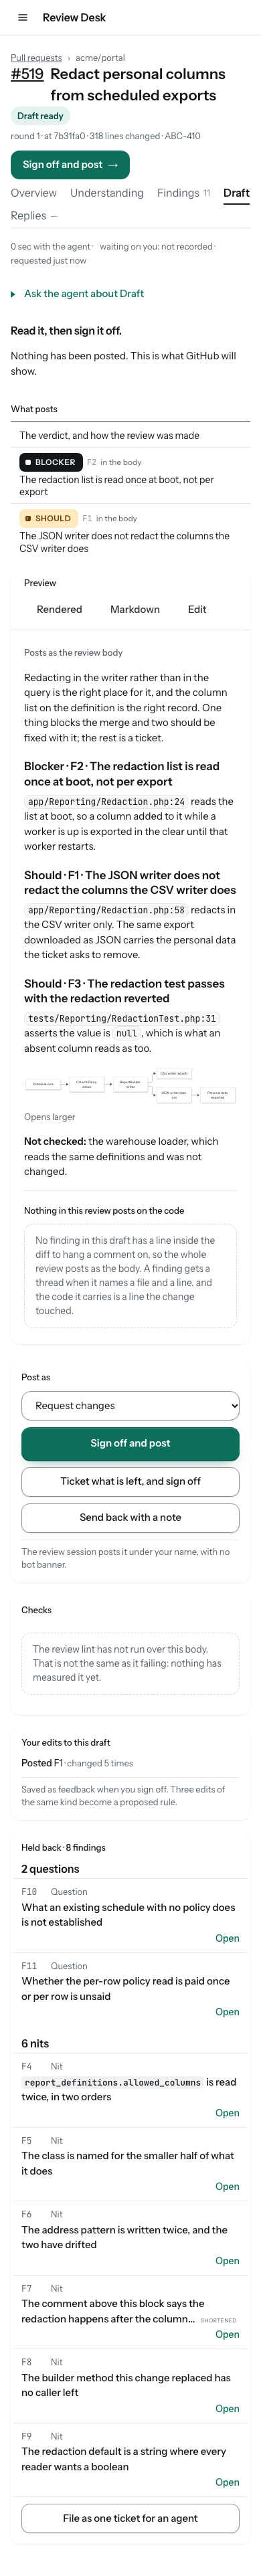 Review Desk
Pull requests › acme/portal
#519 Redact personal columns
from scheduled exports
Draft ready
round 1 · at 7b31fa0 · 318 lines changed · ABC-410
Sign off and post →
Overview Understanding Findings 11 Draft
Replies —
0 sec with the agent · waiting on you: not recorded ·
requested just now
Ask the agent about Draft
Read it, then sign it off.
Nothing has been posted. This is what GitHub will
show.
What posts
The verdict, and how the review was made
BLOCKER F2 in the body
The redaction list is read once at boot, not per
export
SHOULD F1 in the body
The JSON writer does not redact the columns the
CSV writer does
Preview
Rendered Markdown Edit
Posts as the review body
Redacting in the writer rather than in the
query is the right place for it, and the column
list on the definition is the right record. One
thing blocks the merge and two should be
fixed with it; the rest is a ticket.
Blocker · F2 · The redaction list is read
once at boot, not per export
app/Reporting/Redaction.php:24 reads the
list at boot, so a column added to it while a
worker is up is exported in the clear until that
worker restarts.
Should · F1 · The JSON writer does not
redact the columns the CSV writer does
app/Reporting/Redaction.php:58 redacts in
the CSV writer only. The same export
downloaded as JSON carries the personal data
the ticket asks to remove.
Should · F3 · The redaction test passes
with the redaction reverted
tests/Reporting/RedactionTest.php:31
asserts the value is null, which is what an
absent column reads as too.
Opens larger
Not checked: the warehouse loader, which
reads the same definitions and was not
changed.
Nothing in this review posts on the code
No finding in this draft has a line inside the
diff to hang a comment on, so the whole
review posts as the body. A finding gets a
thread when it names a file and a line, and
the code it carries is a line the change
touched.
Post as
Request changes
Sign off and post
Ticket what is left, and sign off
Send back with a note
The review session posts it under your name, with no
bot banner.
Checks
The review lint has not run over this body.
That is not the same as it failing: nothing has
measured it yet.
Your edits to this draft
Posted F1 · changed 5 times
Saved as feedback when you sign off. Three edits of
the same kind become a proposed rule.
Held back · 8 findings
2 questions
F10 Question
What an existing schedule with no policy does
is not established
Open
F11 Question
Whether the per-row policy read is paid once
or per row is unsaid
Open
6 nits
F4 Nit
report_definitions.allowed_columns is read
twice, in two orders
Open
F5 Nit
The class is named for the smaller half of what
it does
Open
F6 Nit
The address pattern is written twice, and the
two have drifted
Open
F7 Nit
The comment above this block says the
redaction happens after the column... SHORTENED
Open
F8 Nit
The builder method this change replaced has
no caller left
Open
F9 Nit
The redaction default is a string where every
reader wants a boolean
Open
File as one ticket for an agent